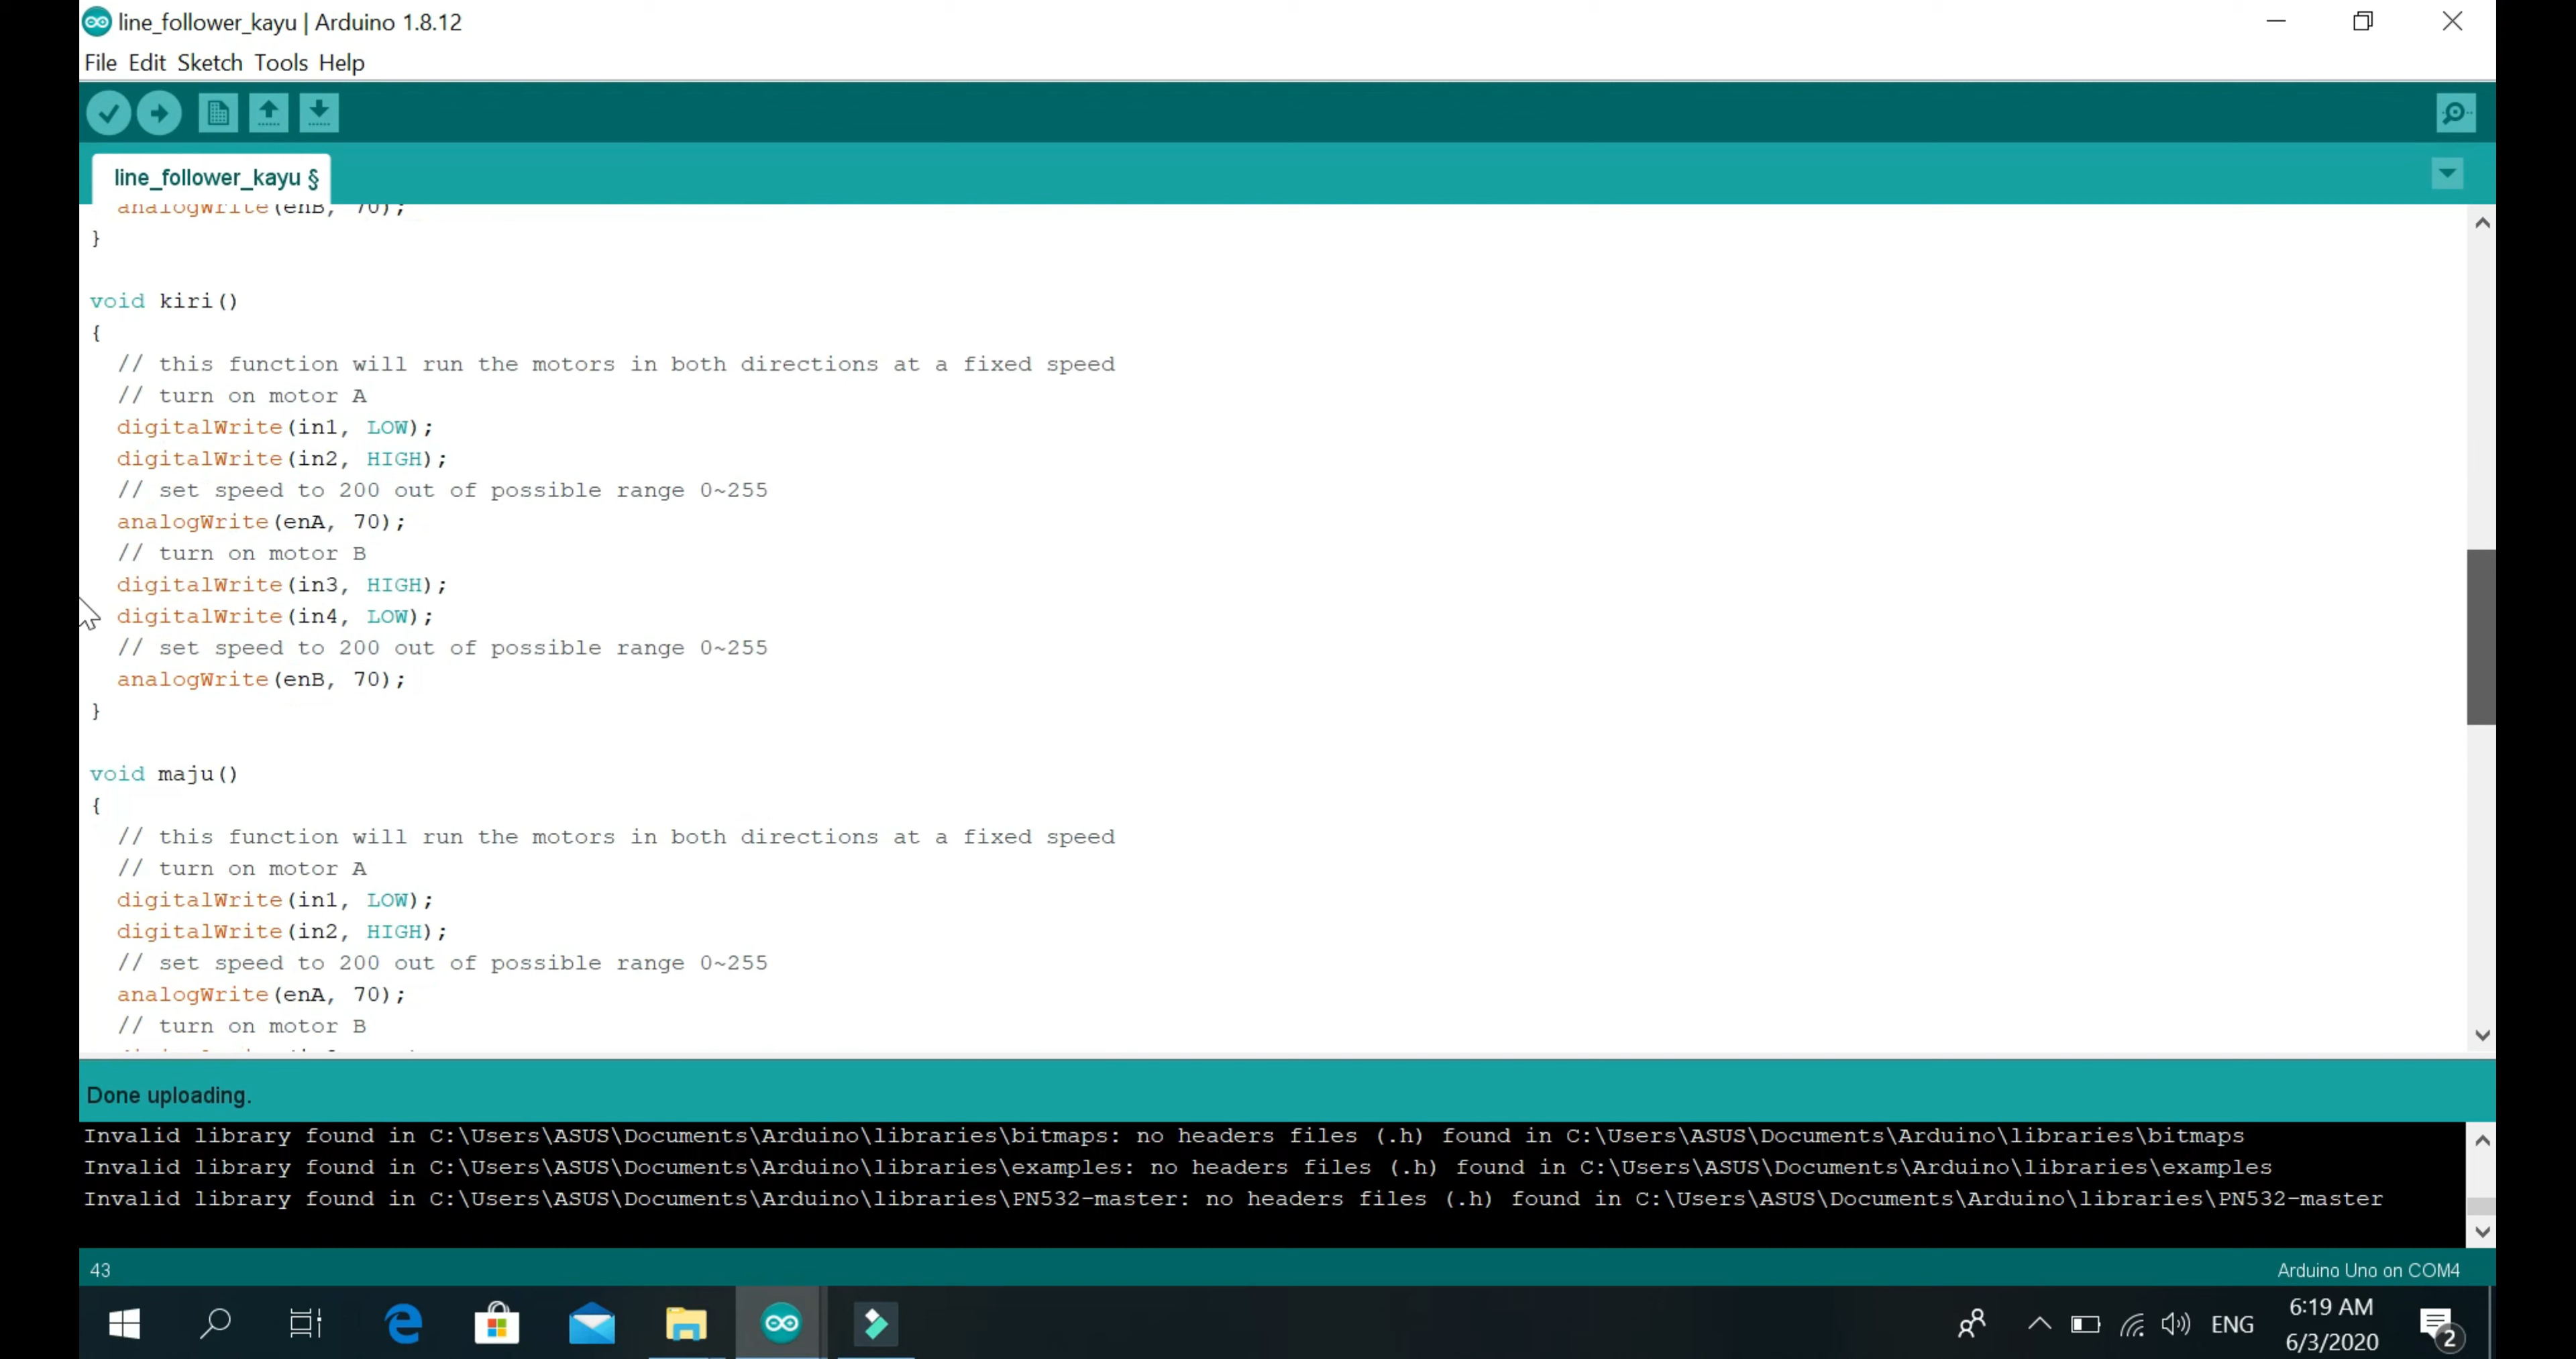 line_follower_kayu | Arduino 1.8.12
File Edit Sketch Tools Help
line_follower_kayu §
analogWrite(enB, 70);
}
void kiri()
{
// this function will run the motors in both directions at a fixed speed
// turn on motor A
digitalWrite(in1, LOW);
digitalWrite(in2, HIGH);
// set speed to 200 out of possible range 0~255
analogWrite(enA, 70);
// turn on motor B
digitalWrite(in3, HIGH);
digitalWrite(in4, LOW);
// set speed to 200 out of possible range 0~255
analogWrite(enB, 70);
}
void maju()
{
// this function will run the motors in both directions at a fixed speed
// turn on motor A
digitalWrite(in1, LOW);
digitalWrite(in2, HIGH);
// set speed to 200 out of possible range 0~255
analogWrite(enA, 70);
// turn on motor B
Done uploading.
Invalid library found in C:\Users\ASUS\Documents\Arduino\libraries\bitmaps: no headers files (.h) found in C:\Users\ASUS\Documents\Arduino\libraries\bitmaps
Invalid library found in C:\Users\ASUS\Documents\Arduino\libraries\examples: no headers files (.h) found in C:\Users\ASUS\Documents\Arduino\libraries\examples
Invalid library found in C:\Users\ASUS\Documents\Arduino\libraries\PN532-master: no headers files (.h) found in C:\Users\ASUS\Documents\Arduino\libraries\PN532-master
43
Arduino Uno on COM4
ENG
6:19 AM
6/3/2020
2